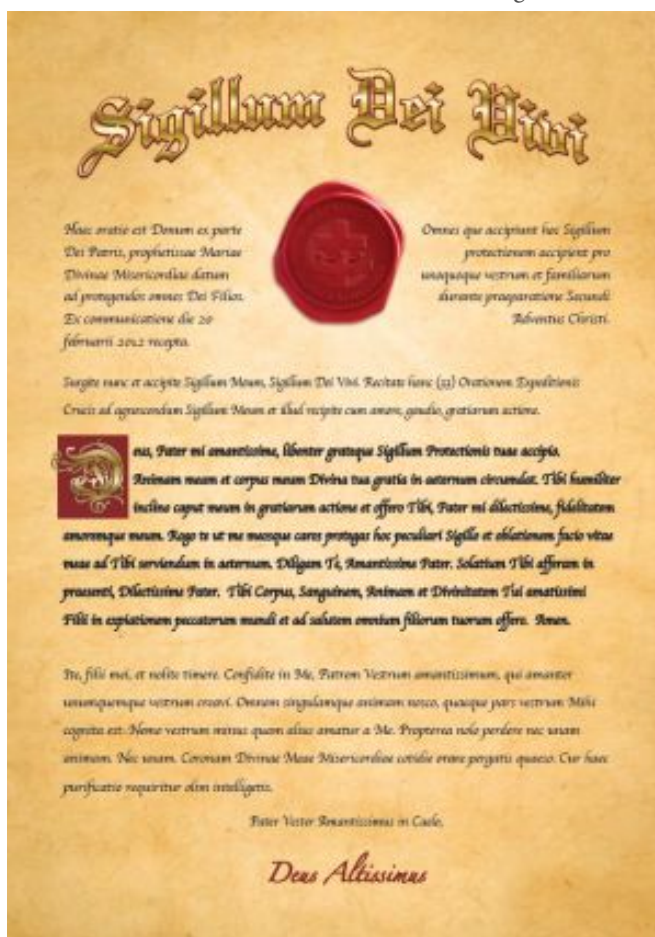 Sigillum Dei Vivi
Haec oratio est Donum ex parte
Dei Patris, prophetissae Mariae
Divinae Misericordiae datum
ad protegendos omnes Dei Filios.
Ex communicatione die 20
februarii 2012 recepta.
Omnes que accipiunt hoc Sigillum
protectionem accipient pro
unoquoque vestrum et familiarum
durante praeparatione Secundi
Adventus Christi.
Surgite nunc et accipite Sigillum Meum, Sigillum Dei Vivi. Recitate hanc (33) Orationem Expeditionis
Crucis ad agnoscendum Sigillum Meum et illud recipite cum amore, gaudio, gratiarum actione.
Deus, Pater mi amantissime, libenter grateque Sigillum Protectionis tuae accipio.
Animam meam et corpus meum Divina tua gratia in aeternum circumdat. Tibi humiliter
incline caput meum in gratiarum actione et offero Tibi, Pater mi dilectissime, fidelitatem
amoremque meum. Rogo te ut me meosque caros protegas hoc peculiari Sigillo et oblationem facio vitae
meae ad Tibi serviendum in aeternum. Diligam Te, Amantissime Pater. Solatium Tibi afferam in
praesenti, Dilectissime Pater. Tibi Corpus, Sanguinem, Animam et Divinitatem Tui amatissimi
Filii in expiationem peccatorum mundi et ad salutem omnium filiorum tuorum offero. Amen.
Ite, filii mei, et nolite timere. Confidite in Me, Patrem Vestrum amantissimum, qui amanter
unumquemque vestrum creavi. Omnem singulamque animam nosco, quaeque pars vestrum Mihi
cognita est. Nemo vestrum minus quam alius amatur a Me. Propterea nolo perdere nec unam
animam. Nec unam. Coronam Divinae Meae Misericordiae cotidie orare pergatis quaeso. Cur haec
purificatio requiritur olim intelligetis.
Pater Vester Amantissimus in Caelo,
Deus Altissimus